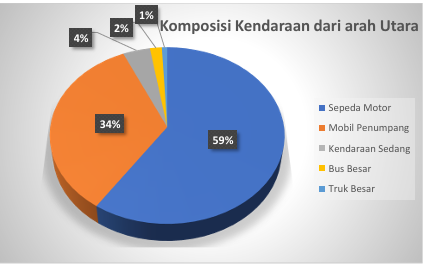 Komposisi Kendaraan dari arah Utara
1%
2%
4%
34%
59%
Sepeda Motor
Mobil Penumpang
Kendaraan Sedang
Bus Besar
Truk Besar